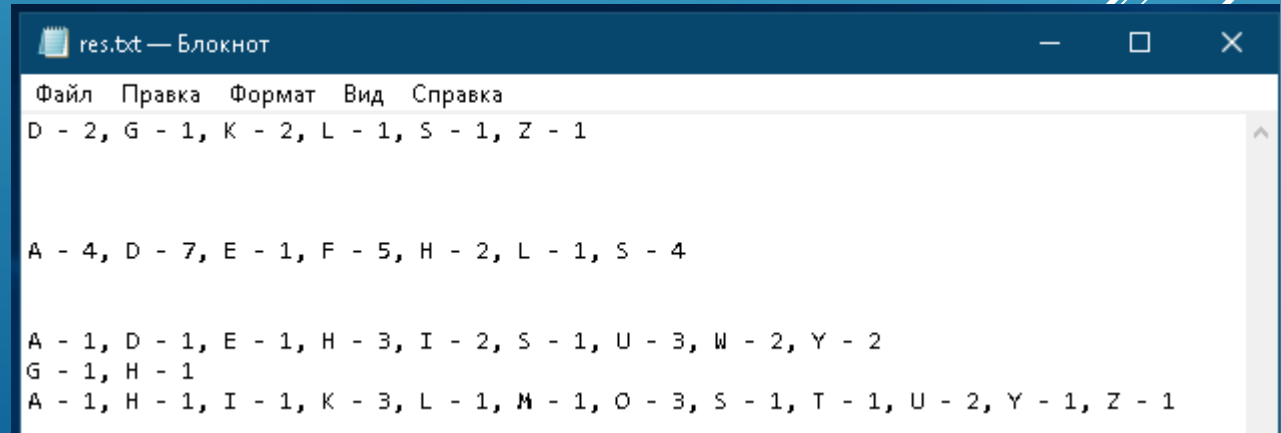 res.txt — Блокнот
Файл Правка Формат Вид Справка
D - 2, G - 1, K - 2, L - 1, S - 1, Z - 1
A - 4, D - 7, E - 1, F - 5, H - 2, L - 1, S - 4
A - 1, D - 1, E - 1, H - 3, I - 2, S - 1, U - 3, W - 2, Y - 2
G - 1, H - 1
A - 1, H - 1, I - 1, K - 3, L - 1, M - 1, O - 3, S - 1, T - 1, U - 2, Y - 1, Z - 1